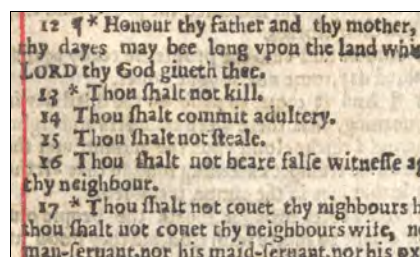 12 ¶ * Honour thy father and thy mother,
thy dayes may bee long vpon the land
LORD thy God giueth thee.
13 * Thou ſhalt not kill.
14 Thou ſhalt commit adultery.
15 Thou ſhalt not ſteale.
16 Thou ſhalt not beare falſe witneſſe
thy neighbour.
17 * Thou ſhalt not couet thy nighbours
thou ſhalt not couet thy neighbours wife,
man-ſeruant, nor his maid-ſeruant, nor his